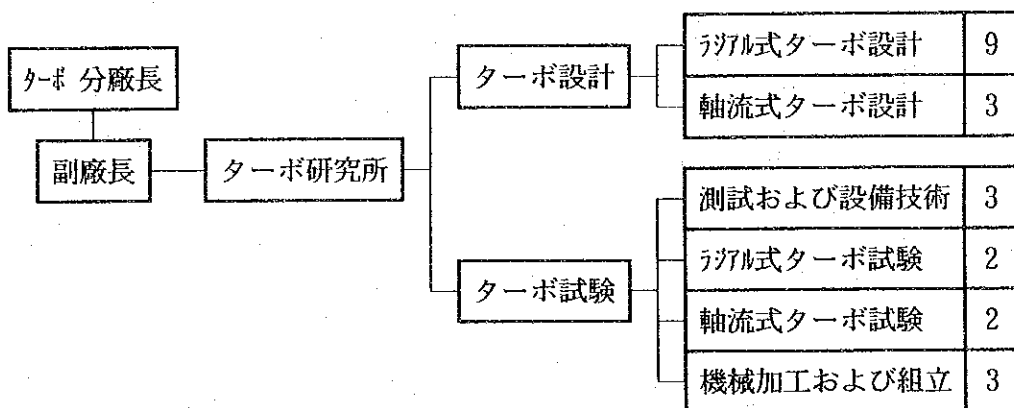 ﾀｰﾎﾞ 分廠長
副廠長
ターボ研究所
ターボ設計
ﾗｼﾞｱﾙ式ターボ設計 9
軸流式ターボ設計 3
ターボ試験
測試および設備技術 3
ﾗｼﾞｱﾙ式ターボ試験 2
軸流式ターボ試験 2
機械加工および組立 3